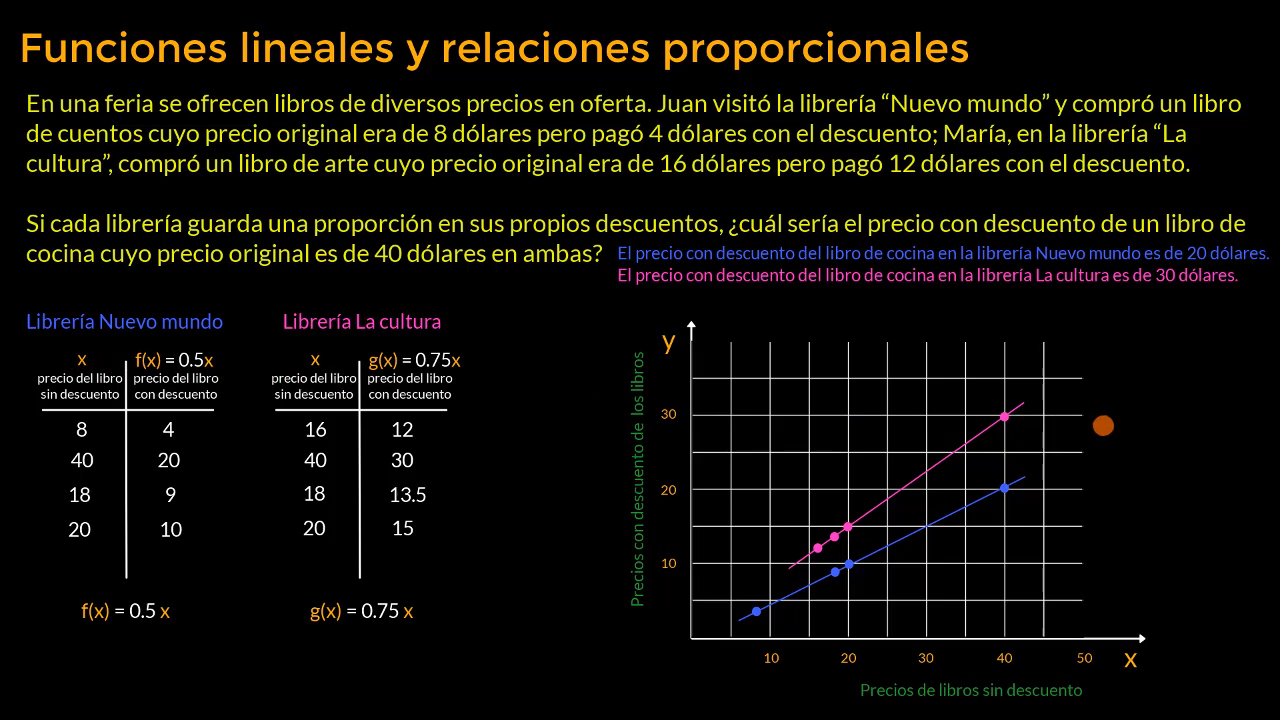 Funciones lineales y relaciones proporcionales
En una feria se ofrecen libros de diversos precios en oferta. Juan visitó la librería “Nuevo mundo” y compró un libro
de cuentos cuyo precio original era de 8 dólares pero pagó 4 dólares con el descuento; María, en la librería “La
cultura”, compró un libro de arte cuyo precio original era de 16 dólares pero pagó 12 dólares con el descuento.
Si cada librería guarda una proporción en sus propios descuentos, ¿cuál sería el precio con descuento de un libro de
cocina cuyo precio original es de 40 dólares en ambas?
El precio con descuento del libro de cocina en la librería Nuevo mundo es de 20 dólares.
El precio con descuento del libro de cocina en la librería La cultura es de 30 dólares.
Librería Nuevo mundo
x f(x) = 0.5x
precio del libro precio del libro
sin descuento con descuento
8 4
40 20
18 9
20 10
f(x) = 0.5 x
Librería La cultura
x g(x) = 0.75x
precio del libro precio del libro
sin descuento con descuento
16 12
40 30
18 13.5
20 15
g(x) = 0.75 x
y
Precios con descuento de los libros
30
20
10
10 20 30 40 50 x
Precios de libros sin descuento